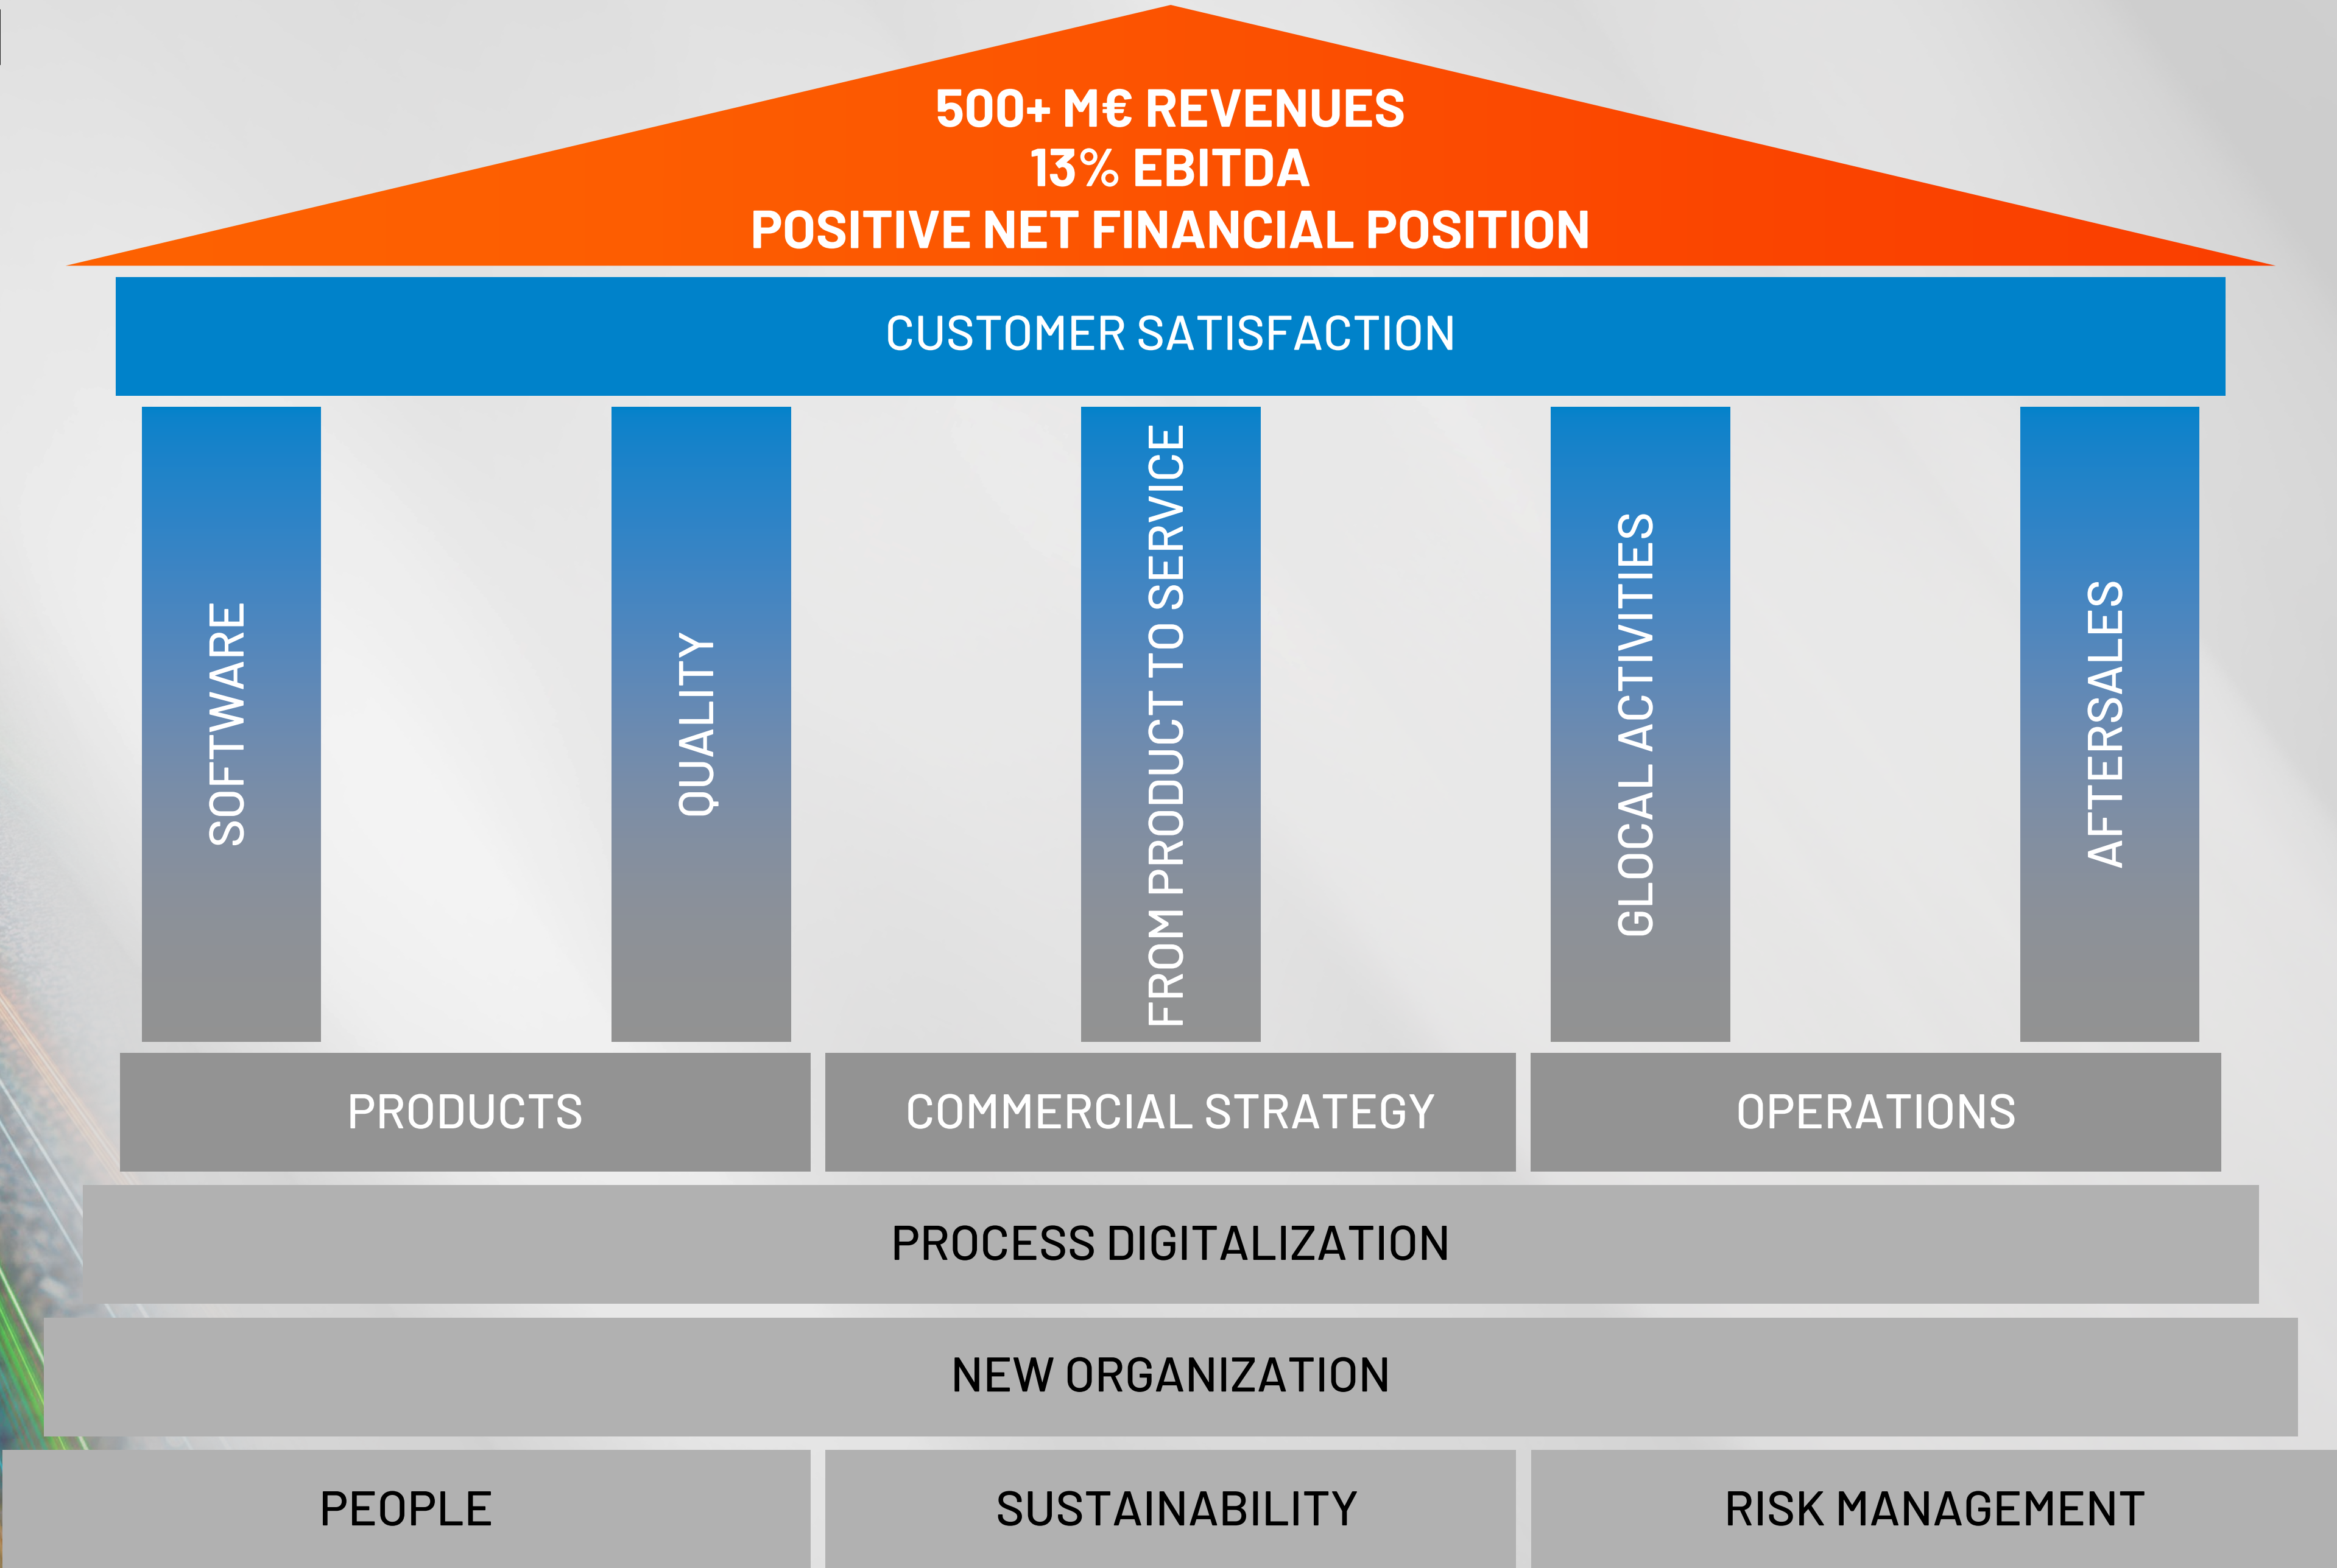 500+ M€ REVENUES
13% EBITDA
POSITIVE NET FINANCIAL POSITION
CUSTOMER SATISFACTION
SOFTWARE
QUALITY
FROM PRODUCT TO SERVICE
GLOCAL ACTIVITIES
AFTERSALES
PRODUCTS
COMMERCIAL STRATEGY
OPERATIONS
PROCESS DIGITALIZATION
NEW ORGANIZATION
PEOPLE
SUSTAINABILITY
RISK MANAGEMENT